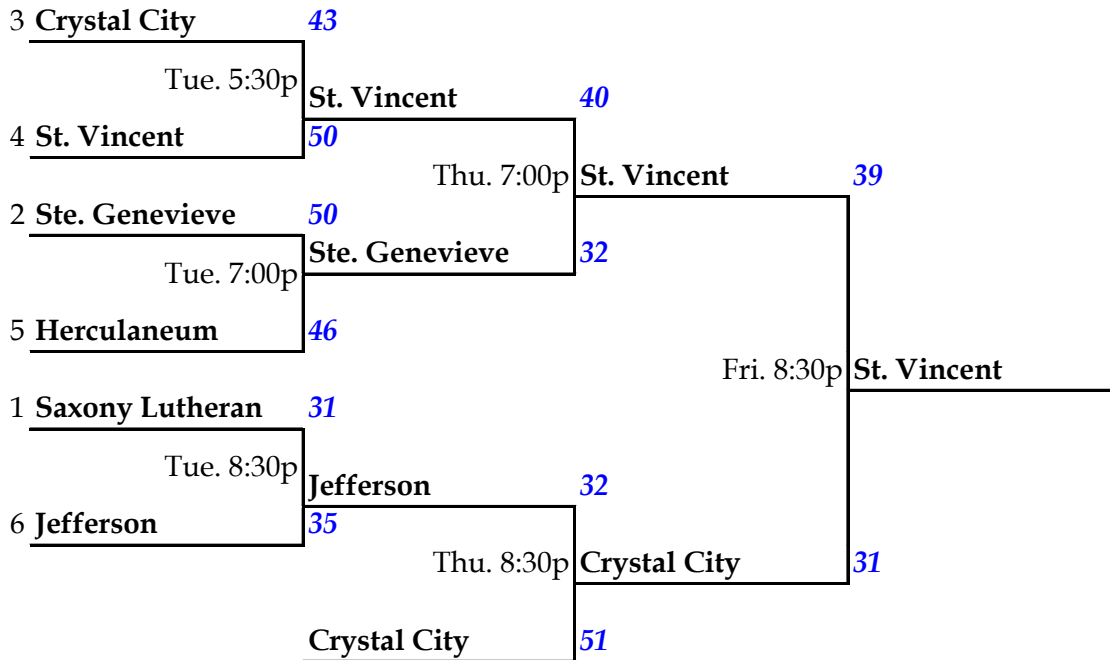 3 Crystal City 43
Tue. 5:30p
St. Vincent 40
4 St. Vincent 50
Thu. 7:00p St. Vincent 39
2 Ste. Genevieve 50
Ste. Genevieve 32
Tue. 7:00p
5 Herculaneum 46
Fri. 8:30p St. Vincent
1 Saxony Lutheran 31
Tue. 8:30p
Jefferson 32
6 Jefferson 35
Thu. 8:30p Crystal City 31
Crystal City 51